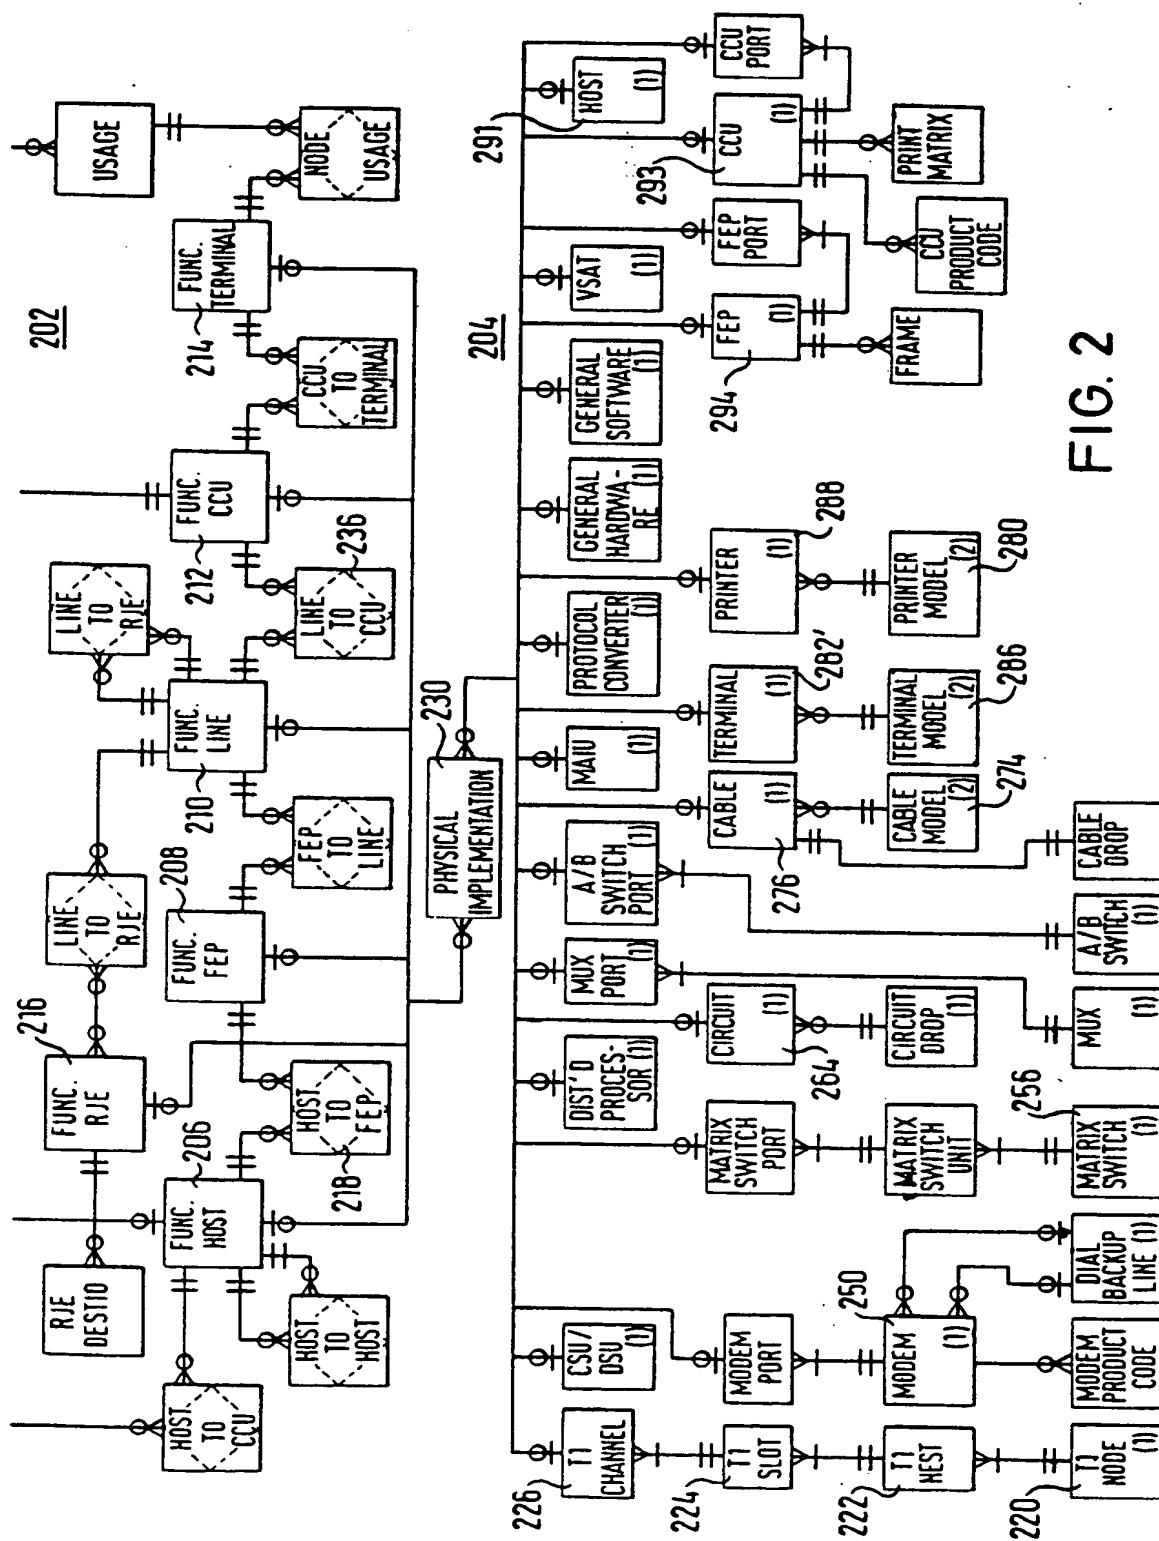 216
RJE
DESTIO
FUNC.
RJE
LINE
TO
RJE
LINE
TO
RJE
USAGE
202
HOST
TO
CCU
206
FUNC.
HOST
208
FUNC.
FEP
210
FUNC.
LINE
212
FUNC.
CCU
214
FUNC.
TERMINAL
HOST
TO
HOST
HOST
TO
FEP
218
FEP
TO
LINE
LINE
TO
CCU
236
CCU
TO
TERMINAL
NODE
USAGE
230
PHYSICAL
IMPLEMENTATION
204
291
226
T1
CHANNEL
CSU/
DSU (1)
DIST'D
PROCES-
SOR (1)
MUX
PORT (1)
A/B
SWITCH
PORT (1)
MAIU
(1)
PROTOCOL
CONVERTER
(1)
GENERAL
HARDWA-
RE (1)
GENERAL
SOFTWARE
(1)
VSAT
(1)
HOST
(1)
224
T1
SLOT
MODEM
PORT
MATRIX
SWITCH
PORT
CIRCUIT
(1)
264
CABLE
(1)
276
TERMINAL
(1)
282'
PRINTER
(1)
288
294
FEP
(1)
FEP
PORT
293
CCU
(1)
CCU
PORT
222
T1
NEST
250
MODEM
(1)
MATRIX
SWITCH
UNIT
CIRCUIT
DROP
(1)
CABLE
MODEL
(2)
274
TERMINAL
MODEL
(2)
286
PRINTER
MODEL
(2)
280
FRAME
CCU
PRODUCT
CODE
PRINT
MATRIX
220
T1
NODE
(1)
MODEM
PRODUCT
CODE
DIAL
BACKUP
LINE (1)
256
MATRIX
SWITCH
(1)
MUX
(1)
A/B
SWITCH
(1)
CABLE
DROP
FIG. 2